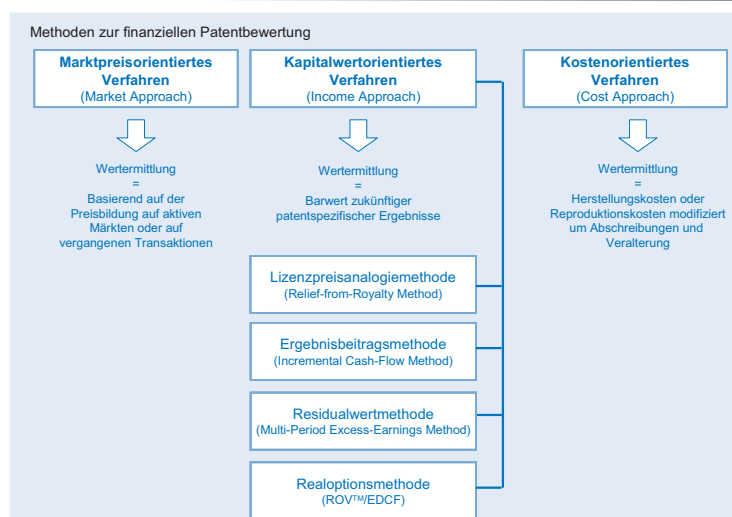 Methoden zur finanziellen Patentbewertung
Marktpreisorientiertes
Verfahren
(Market Approach)
Wertermittlung
=
Basierend auf der
Preisbildung auf aktiven
Märkten oder auf
vergangenen Transaktionen
Kapitalwertorientiertes
Verfahren
(Income Approach)
Wertermittlung
=
Barwert zukünftiger
patentspezifischer Ergebnisse
Lizenzpreisanalogiemethode
(Relief-from-Royalty Method)
Ergebnisbeitragsmethode
(Incremental Cash-Flow Method)
Residualwertmethode
(Multi-Period Excess-Earnings Method)
Realoptionsmethode
(ROV™/EDCF)
Kostenorientiertes
Verfahren
(Cost Approach)
Wertermittlung
=
Herstellungskosten oder
Reproduktionskosten modifiziert
um Abschreibungen und
Veralterung